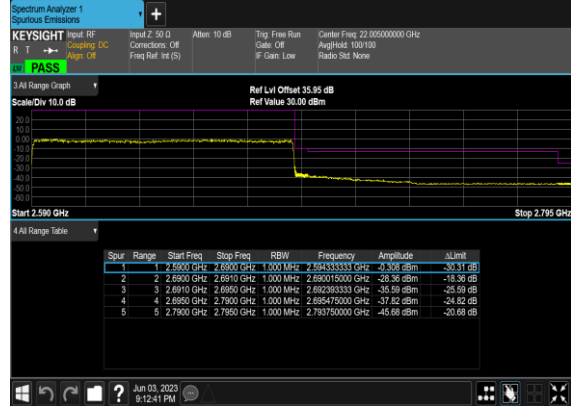 Spectrum Analyzer 1
Spurious Emissions
+
KEYSIGHT Input: RF Input Z: 50 Ω Atten: 10 dB Trig: Free Run Center Freq: 22.005000000 GHz
R T Coupling: DC Corrections: Off Gate: Off Avg|Hold: 100/100
Align: Off Freq Ref: Int (S) IF Gain: Low Radio Std: None
PASS
3 All Range Graph Ref Lvl Offset 35.95 dB
Scale/Div 10.0 dB Ref Value 30.00 dBm
20.0
10.0
0.00
-10.0
-20.0
-30.0
-40.0
-50.0
-60.0
Start 2.590 GHz Stop 2.795 GHz
4 All Range Table
Spur Range Start Freq Stop Freq RBW Frequency Amplitude ΔLimit
1 1 2.5900 GHz 2.6900 GHz 1.000 MHz 2.594333333 GHz -0.308 dBm -30.31 dB
2 2 2.6900 GHz 2.6910 GHz 1.000 MHz 2.690015000 GHz -28.36 dBm -18.36 dB
3 3 2.6910 GHz 2.6950 GHz 1.000 MHz 2.692393333 GHz -35.59 dBm -25.59 dB
4 4 2.6950 GHz 2.7900 GHz 1.000 MHz 2.695475000 GHz -37.82 dBm -24.82 dB
5 5 2.7900 GHz 2.7950 GHz 1.000 MHz 2.793750000 GHz -45.68 dBm -20.68 dB
? Jun 03, 2023
9:12:41 PM